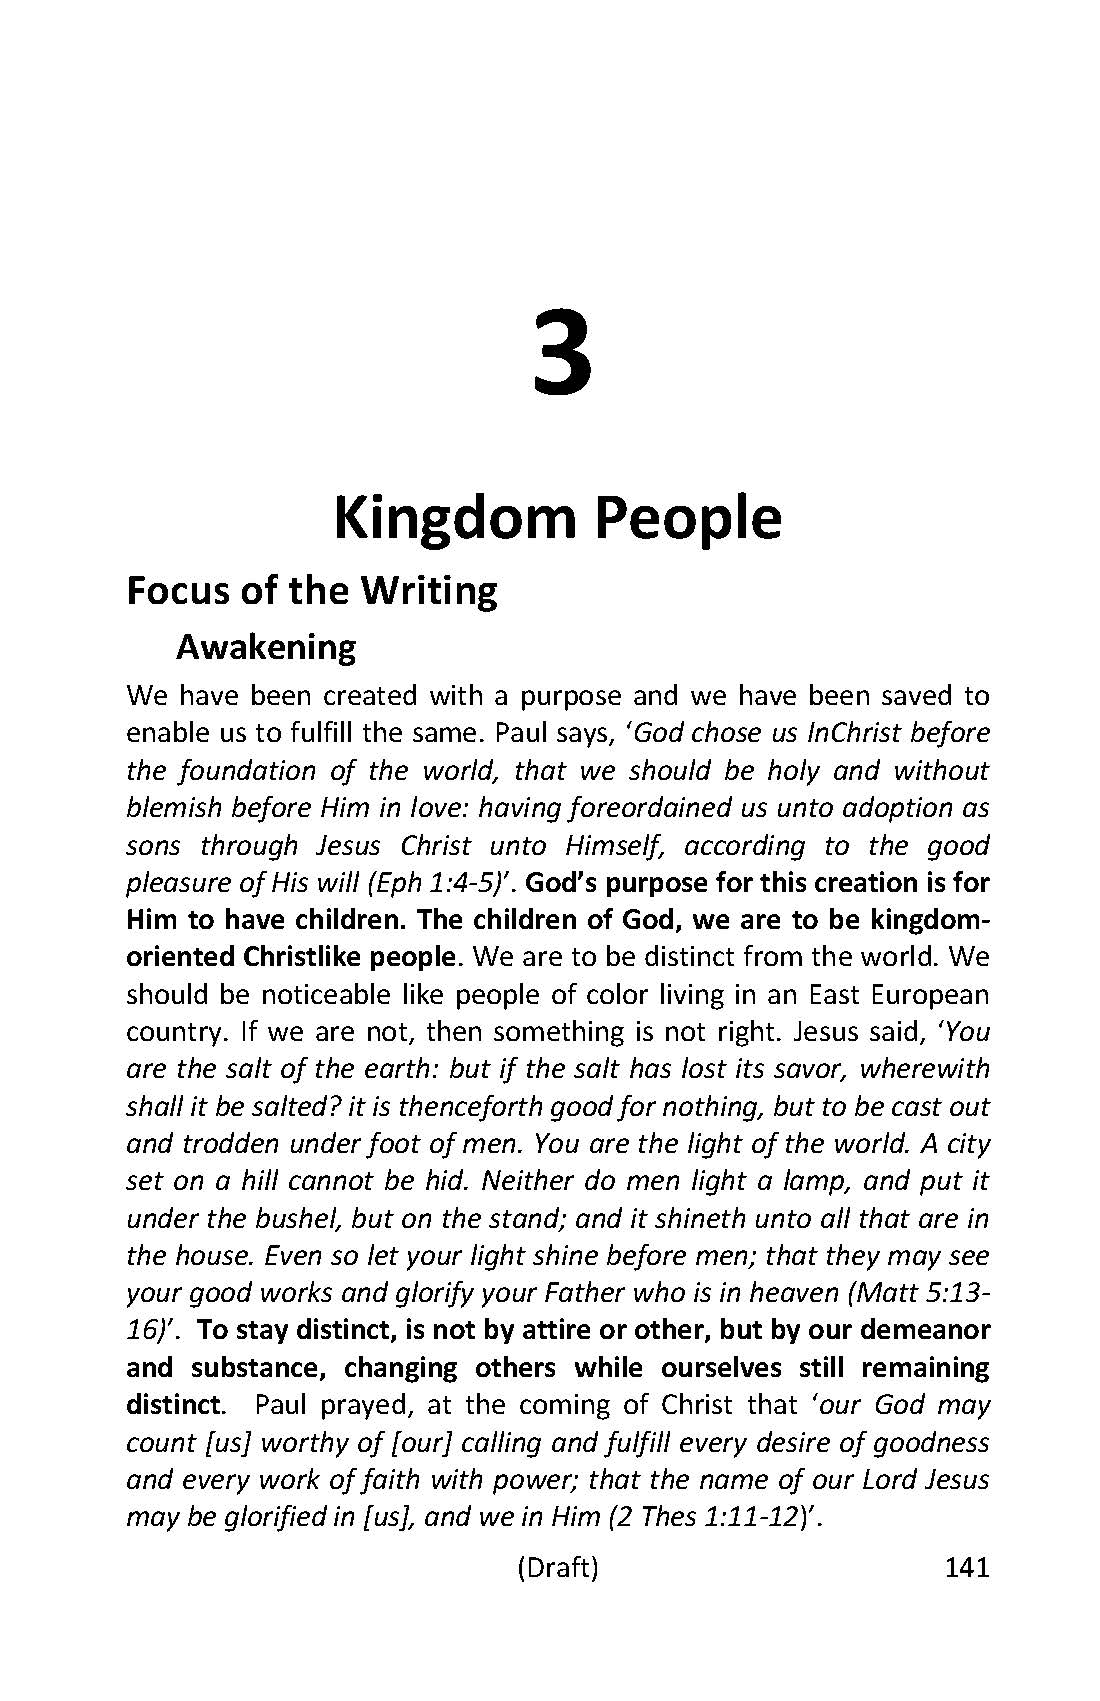 3
Kingdom People
Focus of the Writing
Awakening
We have been created with a purpose and we have been saved to
enable us to fulfill the same. Paul says, ‘God chose us InChrist before
the foundation of the world, that we should be holy and without
blemish before Him in love: having foreordained us unto adoption as
sons through Jesus Christ unto Himself, according to the good
pleasure of His will (Eph 1:4-5)’. God’s purpose for this creation is for
Him to have children. The children of God, we are to be kingdom-
oriented Christlike people. We are to be distinct from the world. We
should be noticeable like people of color living in an East European
country. If we are not, then something is not right. Jesus said, ‘You
are the salt of the earth: but if the salt has lost its savor, wherewith
shall it be salted? it is thenceforth good for nothing, but to be cast out
and trodden under foot of men. You are the light of the world. A city
set on a hill cannot be hid. Neither do men light a lamp, and put it
under the bushel, but on the stand; and it shineth unto all that are in
the house. Even so let your light shine before men; that they may see
your good works and glorify your Father who is in heaven (Matt 5:13-
16)’. To stay distinct, is not by attire or other, but by our demeanor
and substance, changing others while ourselves still remaining
distinct. Paul prayed, at the coming of Christ that ‘our God may
count [us] worthy of [our] calling and fulfill every desire of goodness
and every work of faith with power; that the name of our Lord Jesus
may be glorified in [us], and we in Him (2 Thes 1:11-12)’.
(Draft) 141